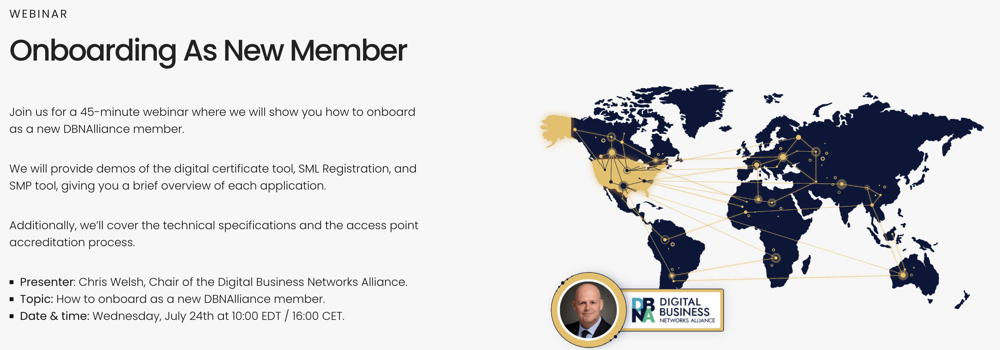 WEBINAR
Onboarding As New Member
Join us for a 45-minute webinar where we will show you how to onboard
as a new DBNAlliance member.
We will provide demos of the digital certificate tool, SML Registration, and
SMP tool, giving you a brief overview of each application.
Additionally, we’ll cover the technical specifications and the access point
accreditation process.
▪ Presenter: Chris Welsh, Chair of the Digital Business Networks Alliance.
▪ Topic: How to onboard as a new DBNAlliance member.
▪ Date & time: Wednesday, July 24th at 10:00 EDT / 16:00 CET.
DB
NA
DIGITAL
BUSINESS
NETWORKS ALLIANCE